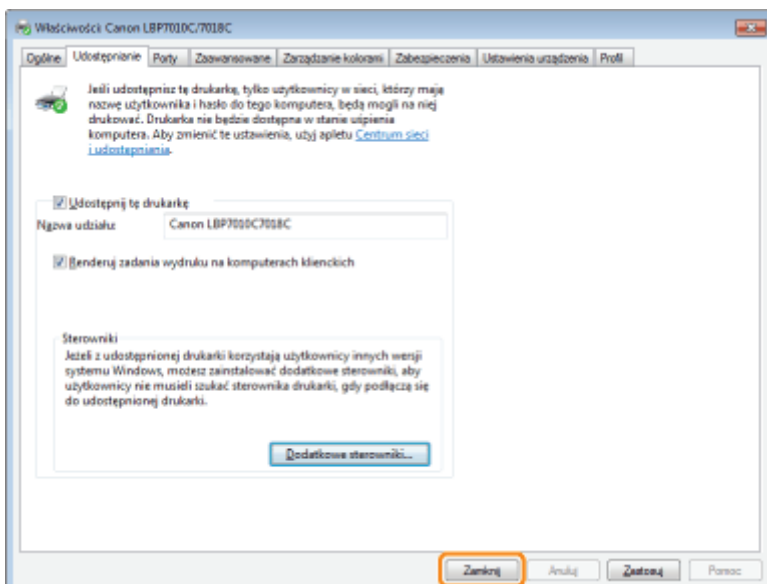 Właściwości: Canon LBP7010C/7018C
Ogólne Udostępnianie Porty Zaawansowane Zarządzanie kolorami Zabezpieczenia Ustawienia urządzenia Profil
Jeśli udostępnisz tę drukarkę, tylko użytkownicy w sieci, którzy mają
nazwę użytkownika i hasło do tego komputera, będą mogli na niej
drukować. Drukarka nie będzie dostępna w stanie uśpienia
komputera. Aby zmienić te ustawienia, użyj apletu Centrum sieci
i udostępniania.
Udostępnij tę drukarkę
Nazwa udziału: Canon LBP7010C7018C
Renderuj zadania wydruku na komputerach klienckich
Sterowniki
Jeżeli z udostępnionej drukarki korzystają użytkownicy innych wersji
systemu Windows, możesz zainstalować dodatkowe sterowniki, aby
użytkownicy nie musieli szukać sterownika drukarki, gdy podłączą się
do udostępnionej drukarki.
Dodatkowe sterowniki...
Zamknij Anuluj Zastosuj Pomoc